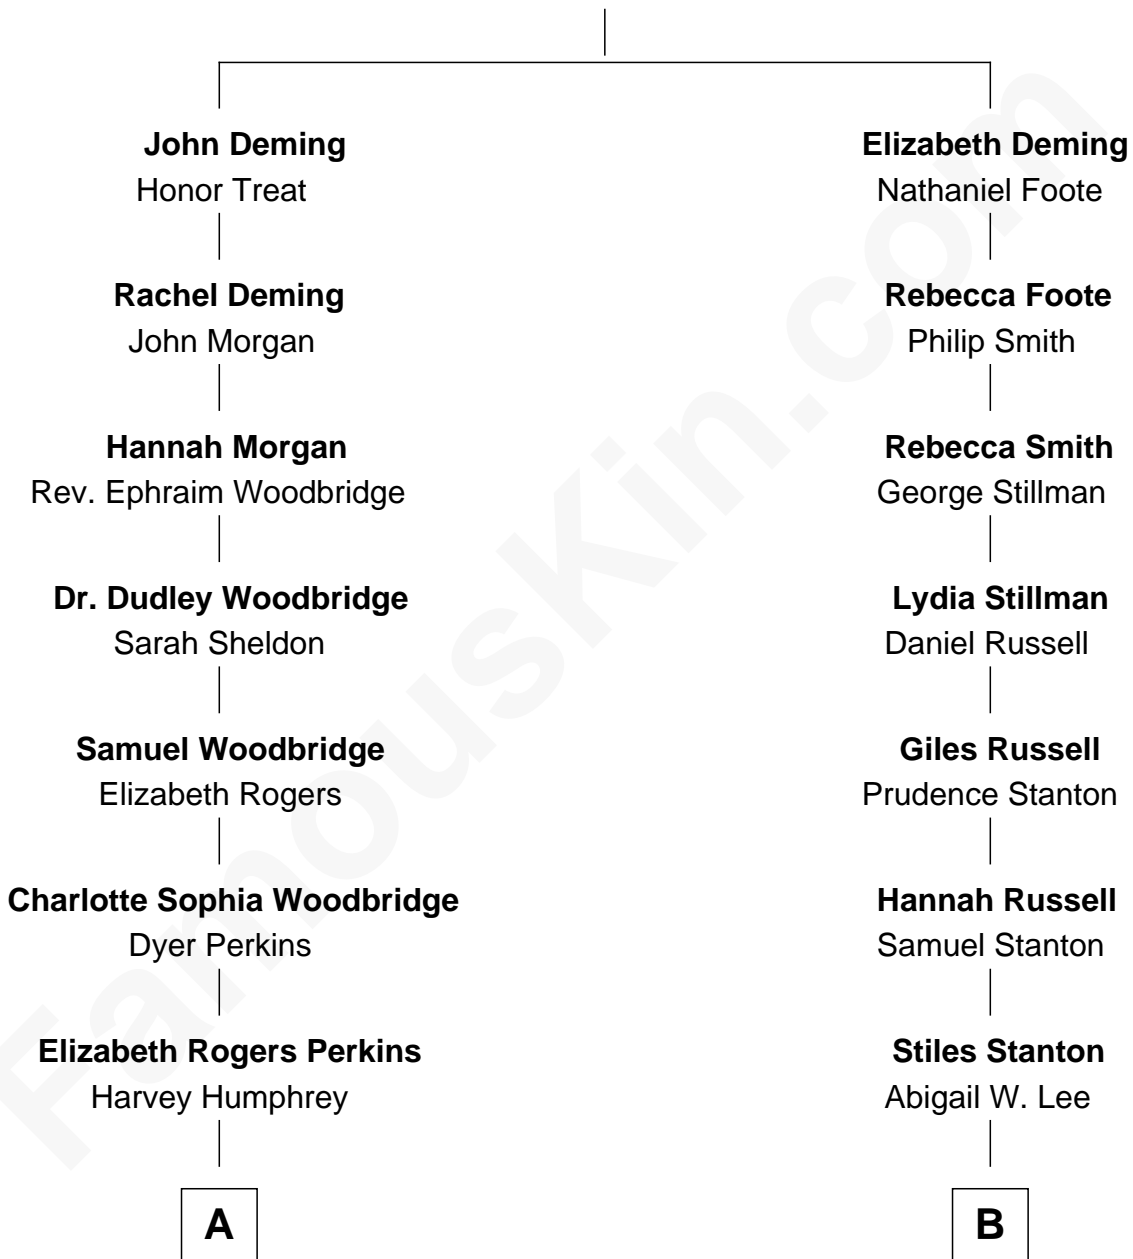 John Deming
Honor Treat
Rachel Deming
John Morgan
Hannah Morgan
Rev. Ephraim Woodbridge
Dr. Dudley Woodbridge
Sarah Sheldon
Samuel Woodbridge
Elizabeth Rogers
Charlotte Sophia Woodbridge
Dyer Perkins
Elizabeth Rogers Perkins
Harvey Humphrey
A
Elizabeth Deming
Nathaniel Foote
Rebecca Foote
Philip Smith
Rebecca Smith
George Stillman
Lydia Stillman
Daniel Russell
Giles Russell
Prudence Stanton
Hannah Russell
Samuel Stanton
Stiles Stanton
Abigail W. Lee
B
FamousKin.com